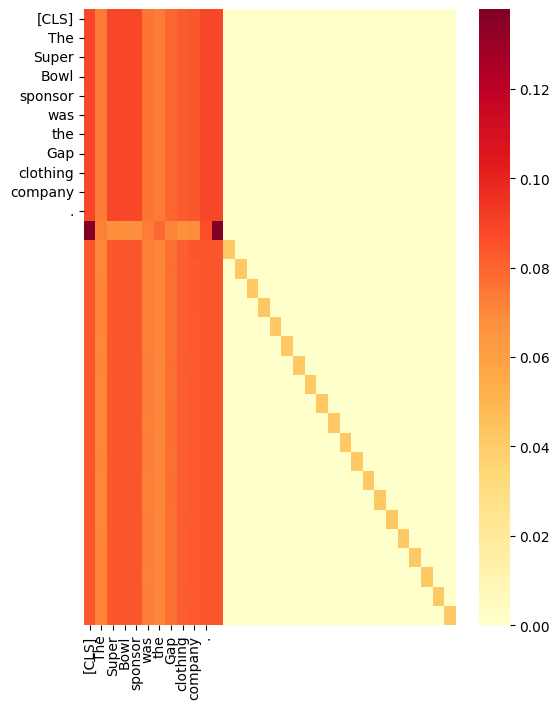 [CLS]
The
Super
Bowl
sponsor
was
the
Gap
clothing
company
.
0.12
0.10
0.08
0.06
0.04
0.02
0.00
[CLS]
The
Super
Bowl
sponsor
was
the
Gap
clothing
company
.